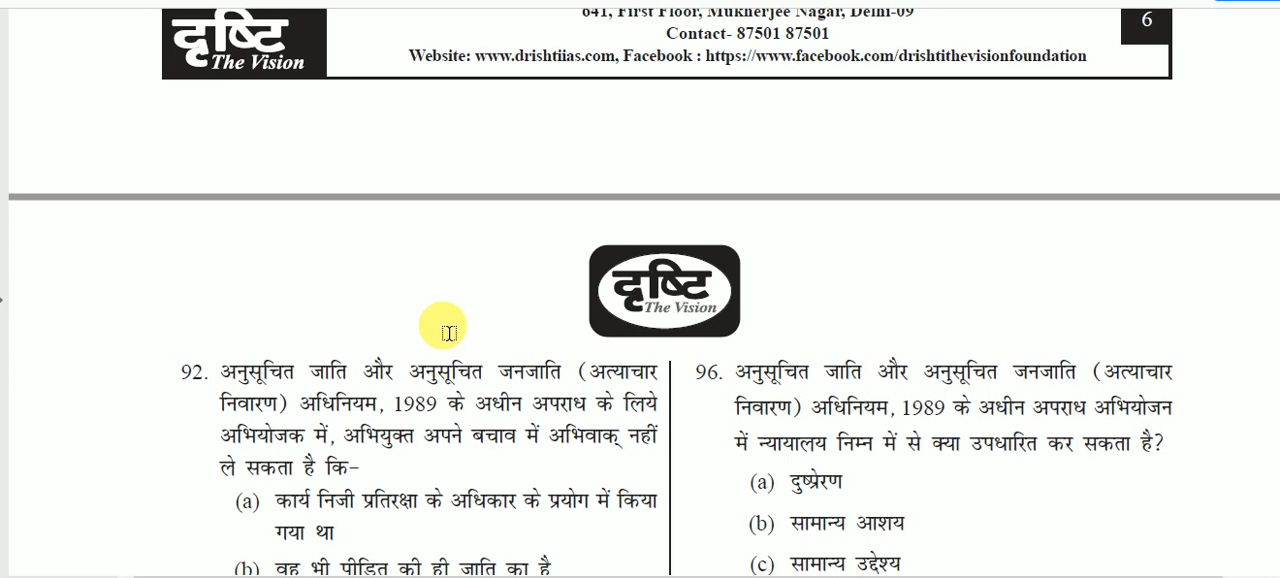 दृष्टि
The Vision
641, First Floor, Mukherjee Nagar, Delhi-09
Contact- 87501 87501
Website: www.drishtiias.com, Facebook : https://www.facebook.com/drishtithevisionfoundation
6
दृष्टि
The Vision
92. अनुसूचित जाति और अनुसूचित जनजाति (अत्याचार
निवारण) अधिनियम, 1989 के अधीन अपराध के लिये
अभियोजक में, अभियुक्त अपने बचाव में अभिवाक् नहीं
ले सकता है कि–
(a) कार्य निजी प्रतिरक्षा के अधिकार के प्रयोग में किया
गया था
(b) वह भी पीड़ित की ही जाति का है
96. अनुसूचित जाति और अनुसूचित जनजाति (अत्याचार
निवारण) अधिनियम, 1989 के अधीन अपराध अभियोजन
में न्यायालय निम्न में से क्या उपधारित कर सकता है?
(a) दुष्प्रेरण
(b) सामान्य आशय
(c) सामान्य उद्देश्य